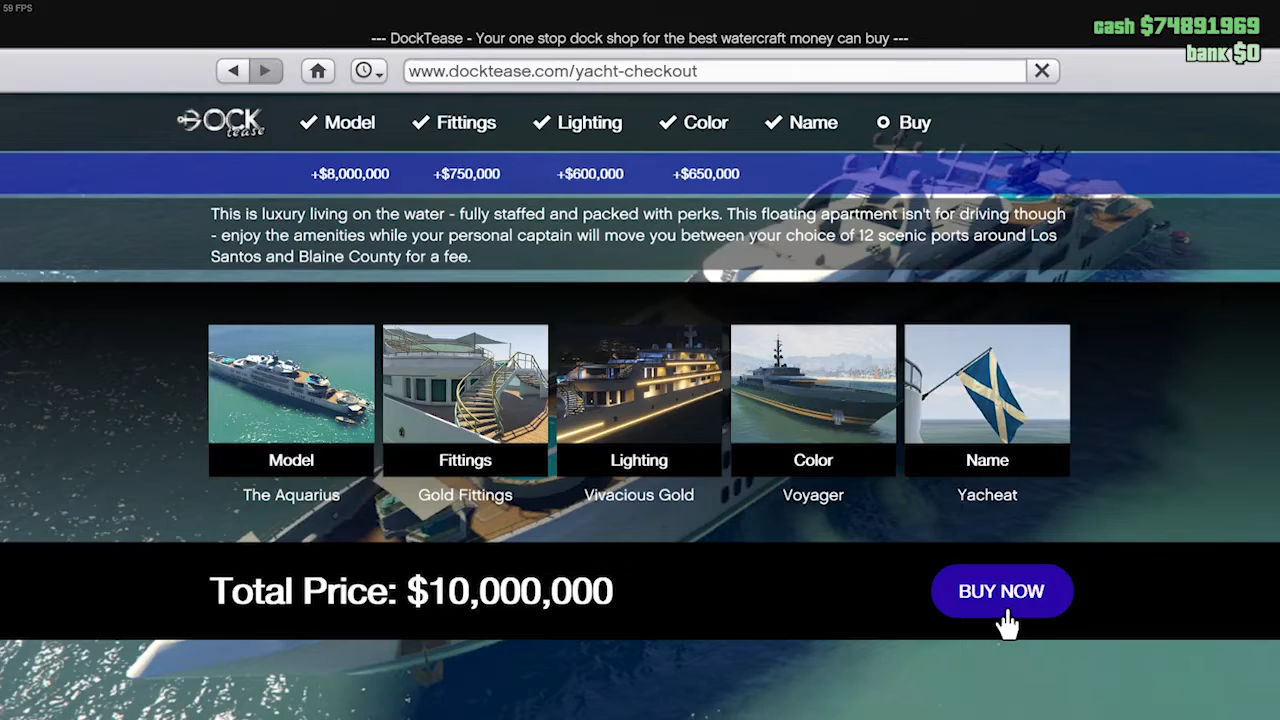 59 FPS
cash $74891969
bank $0
--- DockTease - Your one stop dock shop for the best watercraft money can buy ---
www.docktease.com/yacht-checkout
DOCK tease
Model Fittings Lighting Color Name Buy
+$8,000,000 +$750,000 +$600,000 +$650,000
This is luxury living on the water - fully staffed and packed with perks. This floating apartment isn't for driving though
- enjoy the amenities while your personal captain will move you between your choice of 12 scenic ports around Los
Santos and Blaine County for a fee.
Model Fittings Lighting Color Name
The Aquarius Gold Fittings Vivacious Gold Voyager Yacheat
Total Price: $10,000,000
BUY NOW